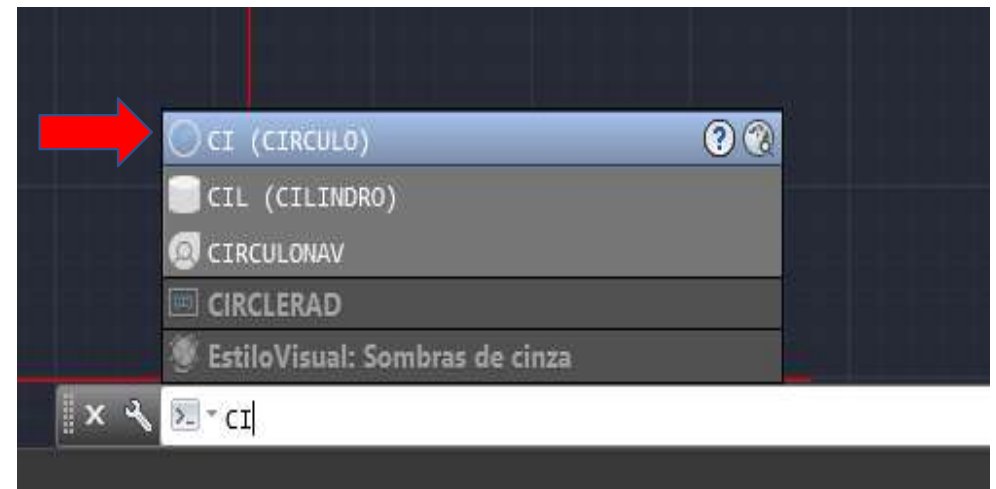 CI (CIRCULO)
CIL (CILINDRO)
CIRCULONAV
CIRCLERAD
EstiloVisual: Sombras de cinza
CI